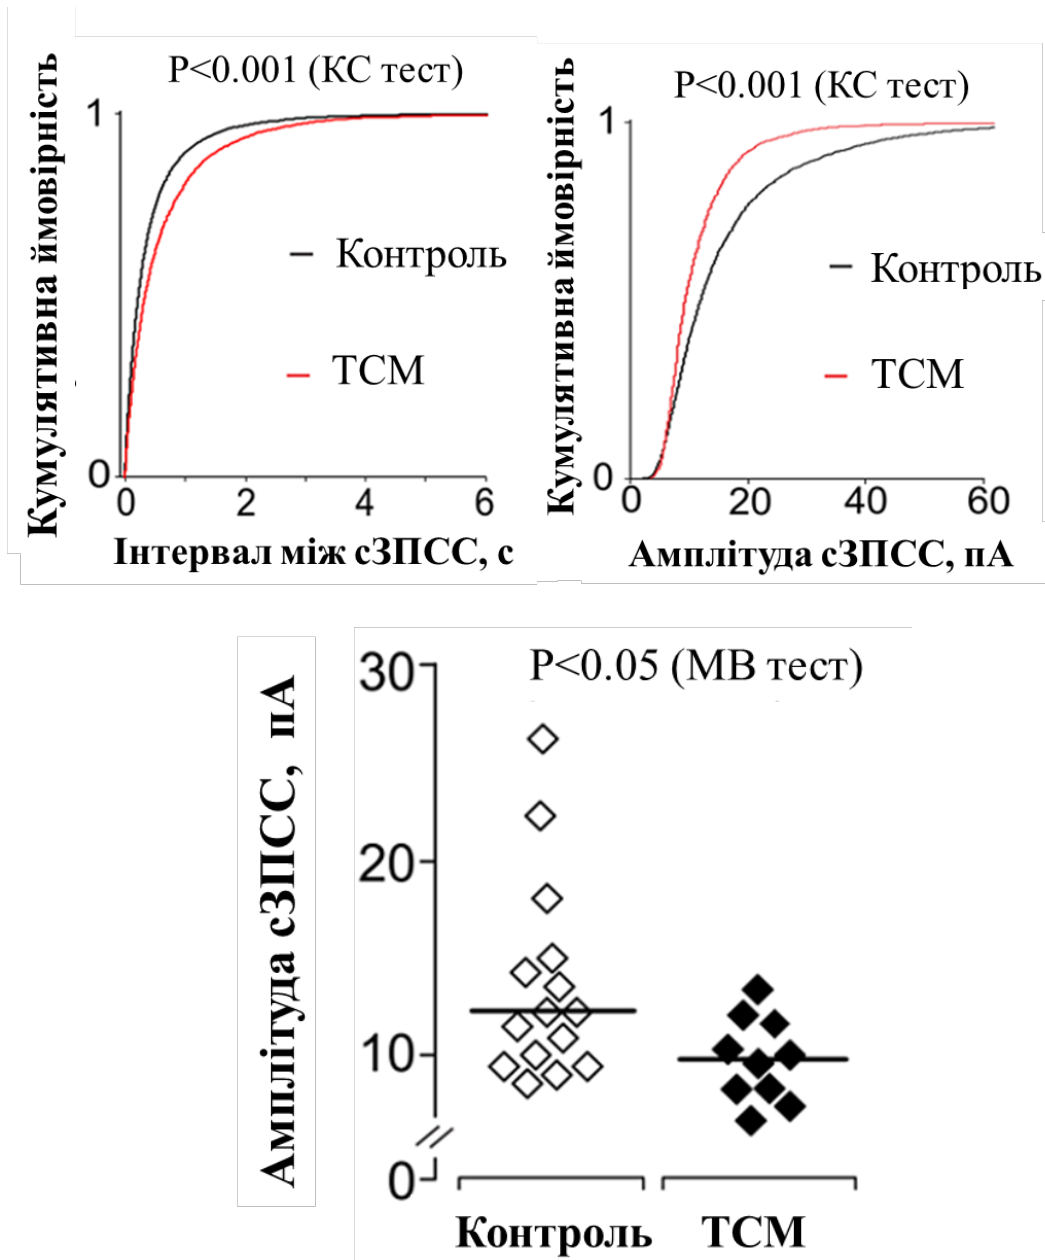 Кумулятивна ймовірність
P<0.001 (КС тест)
1
Контроль
ТСМ
0
0 2 4 6
Інтервал між сЗПСС, с
Кумулятивна ймовірність
P<0.001 (КС тест)
1
Контроль
ТСМ
0
0 20 40 60
Амплітуда сЗПСС, пА
Амплітуда сЗПСС, пА
P<0.05 (МВ тест)
30
20
10
0
Контроль ТСМ